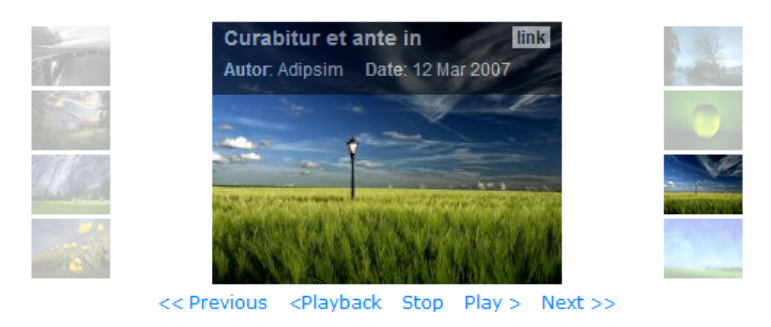 Curabitur et ante in link
Autor: Adipsim Date: 12 Mar 2007
<< Previous <Playback Stop Play > Next >>